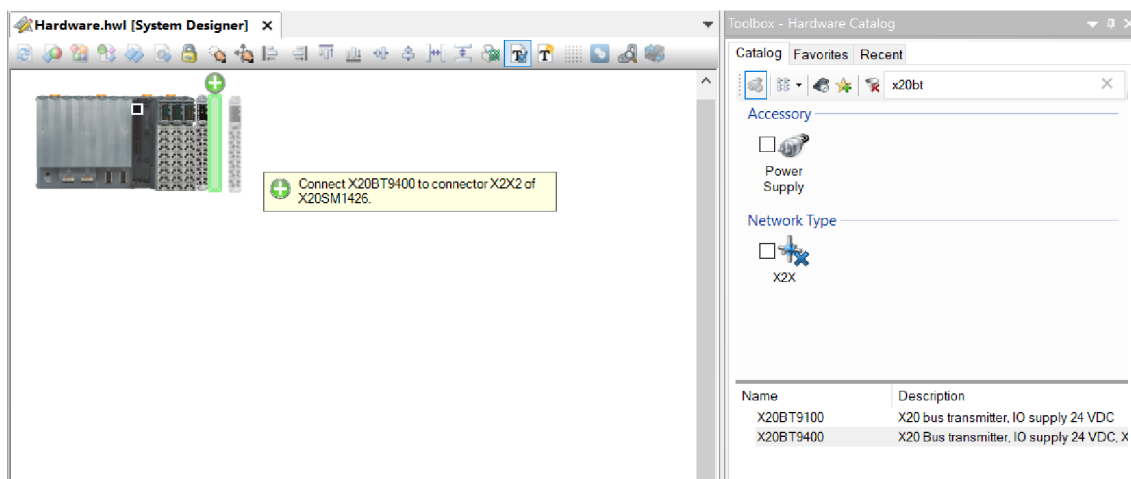 Hardware.hwl [System Designer]
Toolbox - Hardware Catalog
Catalog Favorites Recent
x20bt
Accessory
Power
Supply
Network Type
X2X
Connect X20BT9400 to connector X2X2 of
X20SM1426.
Name Description
X20BT9100 X20 bus transmitter, IO supply 24 VDC
X20BT9400 X20 Bus transmitter, IO supply 24 VDC, X